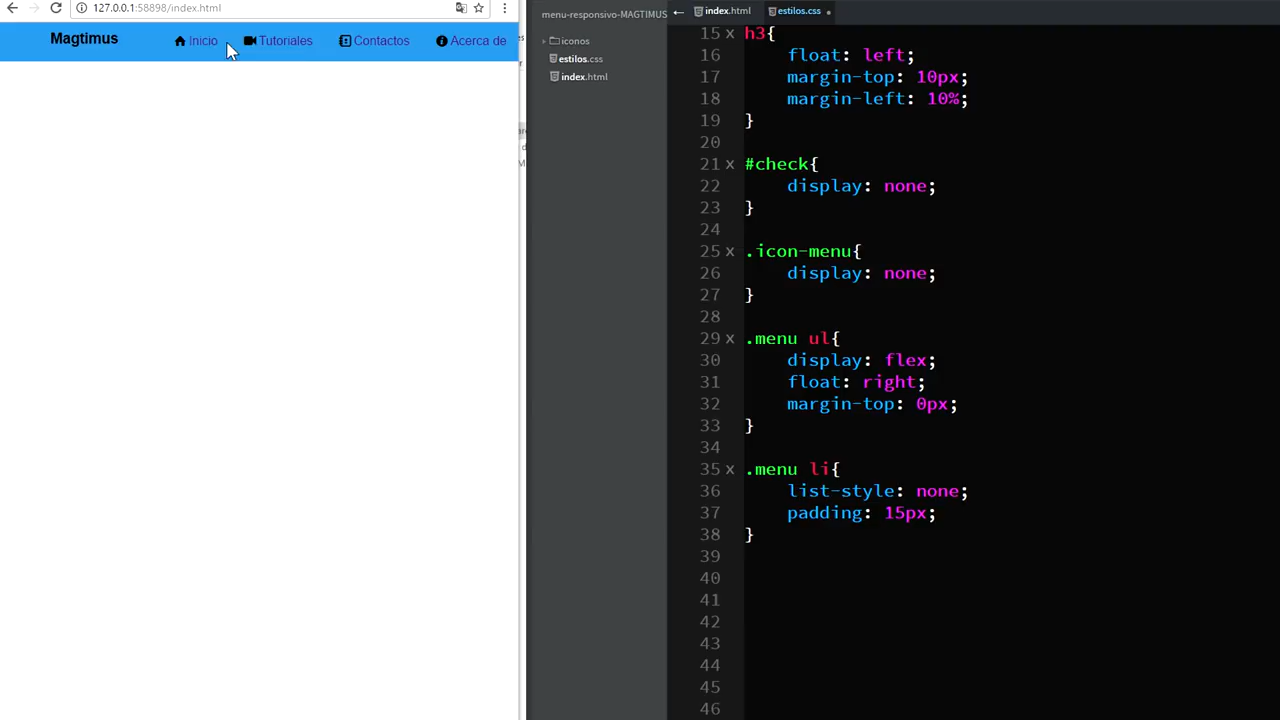 127.0.0.1:58898/index.html
Magtimus
Inicio
Tutoriales
Contactos
Acerca de
menu-responsivo-MAGTIMUS
index.html
estilos.css
iconos
estilos.css
index.html
15 h3{
16 float: left;
17 margin-top: 10px;
18 margin-left: 10%;
19 }
20
21 #check{
22 display: none;
23 }
24
25 .icon-menu{
26 display: none;
27 }
28
29 .menu ul{
30 display: flex;
31 float: right;
32 margin-top: 0px;
33 }
34
35 .menu li{
36 list-style: none;
37 padding: 15px;
38 }
39
40
41
42
43
44
45
46